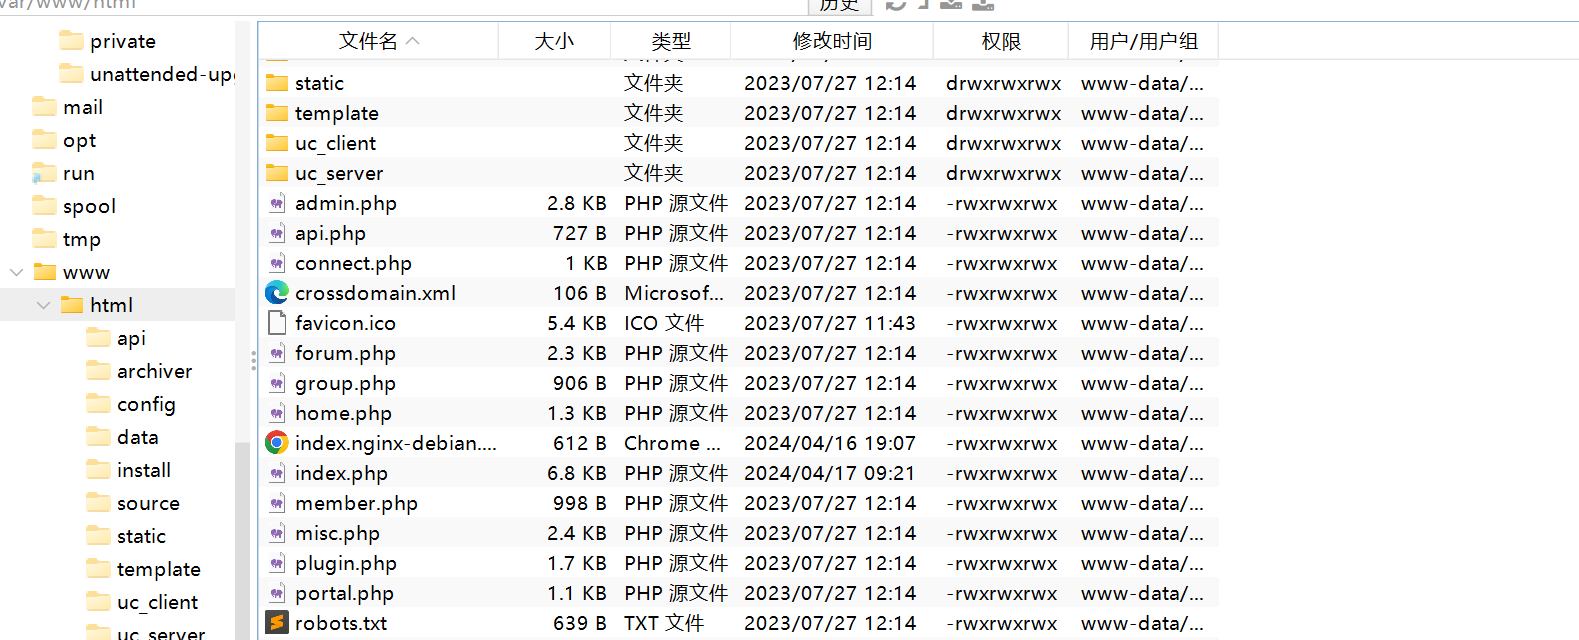 var/www/html
历史
private
unattended-upg
mail
opt
run
spool
tmp
www
html
api
archiver
config
data
install
source
static
template
uc_client
uc_server
文件名 大小 类型 修改时间 权限 用户/用户组
static 文件夹 2023/07/27 12:14 drwxrwxrwx www-data/...
template 文件夹 2023/07/27 12:14 drwxrwxrwx www-data/...
uc_client 文件夹 2023/07/27 12:14 drwxrwxrwx www-data/...
uc_server 文件夹 2023/07/27 12:14 drwxrwxrwx www-data/...
admin.php 2.8 KB PHP 源文件 2023/07/27 12:14 -rwxrwxrwx www-data/...
api.php 727 B PHP 源文件 2023/07/27 12:14 -rwxrwxrwx www-data/...
connect.php 1 KB PHP 源文件 2023/07/27 12:14 -rwxrwxrwx www-data/...
crossdomain.xml 106 B Microsof... 2023/07/27 12:14 -rwxrwxrwx www-data/...
favicon.ico 5.4 KB ICO 文件 2023/07/27 11:43 -rwxrwxrwx www-data/...
forum.php 2.3 KB PHP 源文件 2023/07/27 12:14 -rwxrwxrwx www-data/...
group.php 906 B PHP 源文件 2023/07/27 12:14 -rwxrwxrwx www-data/...
home.php 1.3 KB PHP 源文件 2023/07/27 12:14 -rwxrwxrwx www-data/...
index.nginx-debian.... 612 B Chrome ... 2024/04/16 19:07 -rwxrwxrwx www-data/...
index.php 6.8 KB PHP 源文件 2024/04/17 09:21 -rwxrwxrwx www-data/...
member.php 998 B PHP 源文件 2023/07/27 12:14 -rwxrwxrwx www-data/...
misc.php 2.4 KB PHP 源文件 2023/07/27 12:14 -rwxrwxrwx www-data/...
plugin.php 1.7 KB PHP 源文件 2023/07/27 12:14 -rwxrwxrwx www-data/...
portal.php 1.1 KB PHP 源文件 2023/07/27 12:14 -rwxrwxrwx www-data/...
robots.txt 639 B TXT 文件 2023/07/27 12:14 -rwxrwxrwx www-data/...